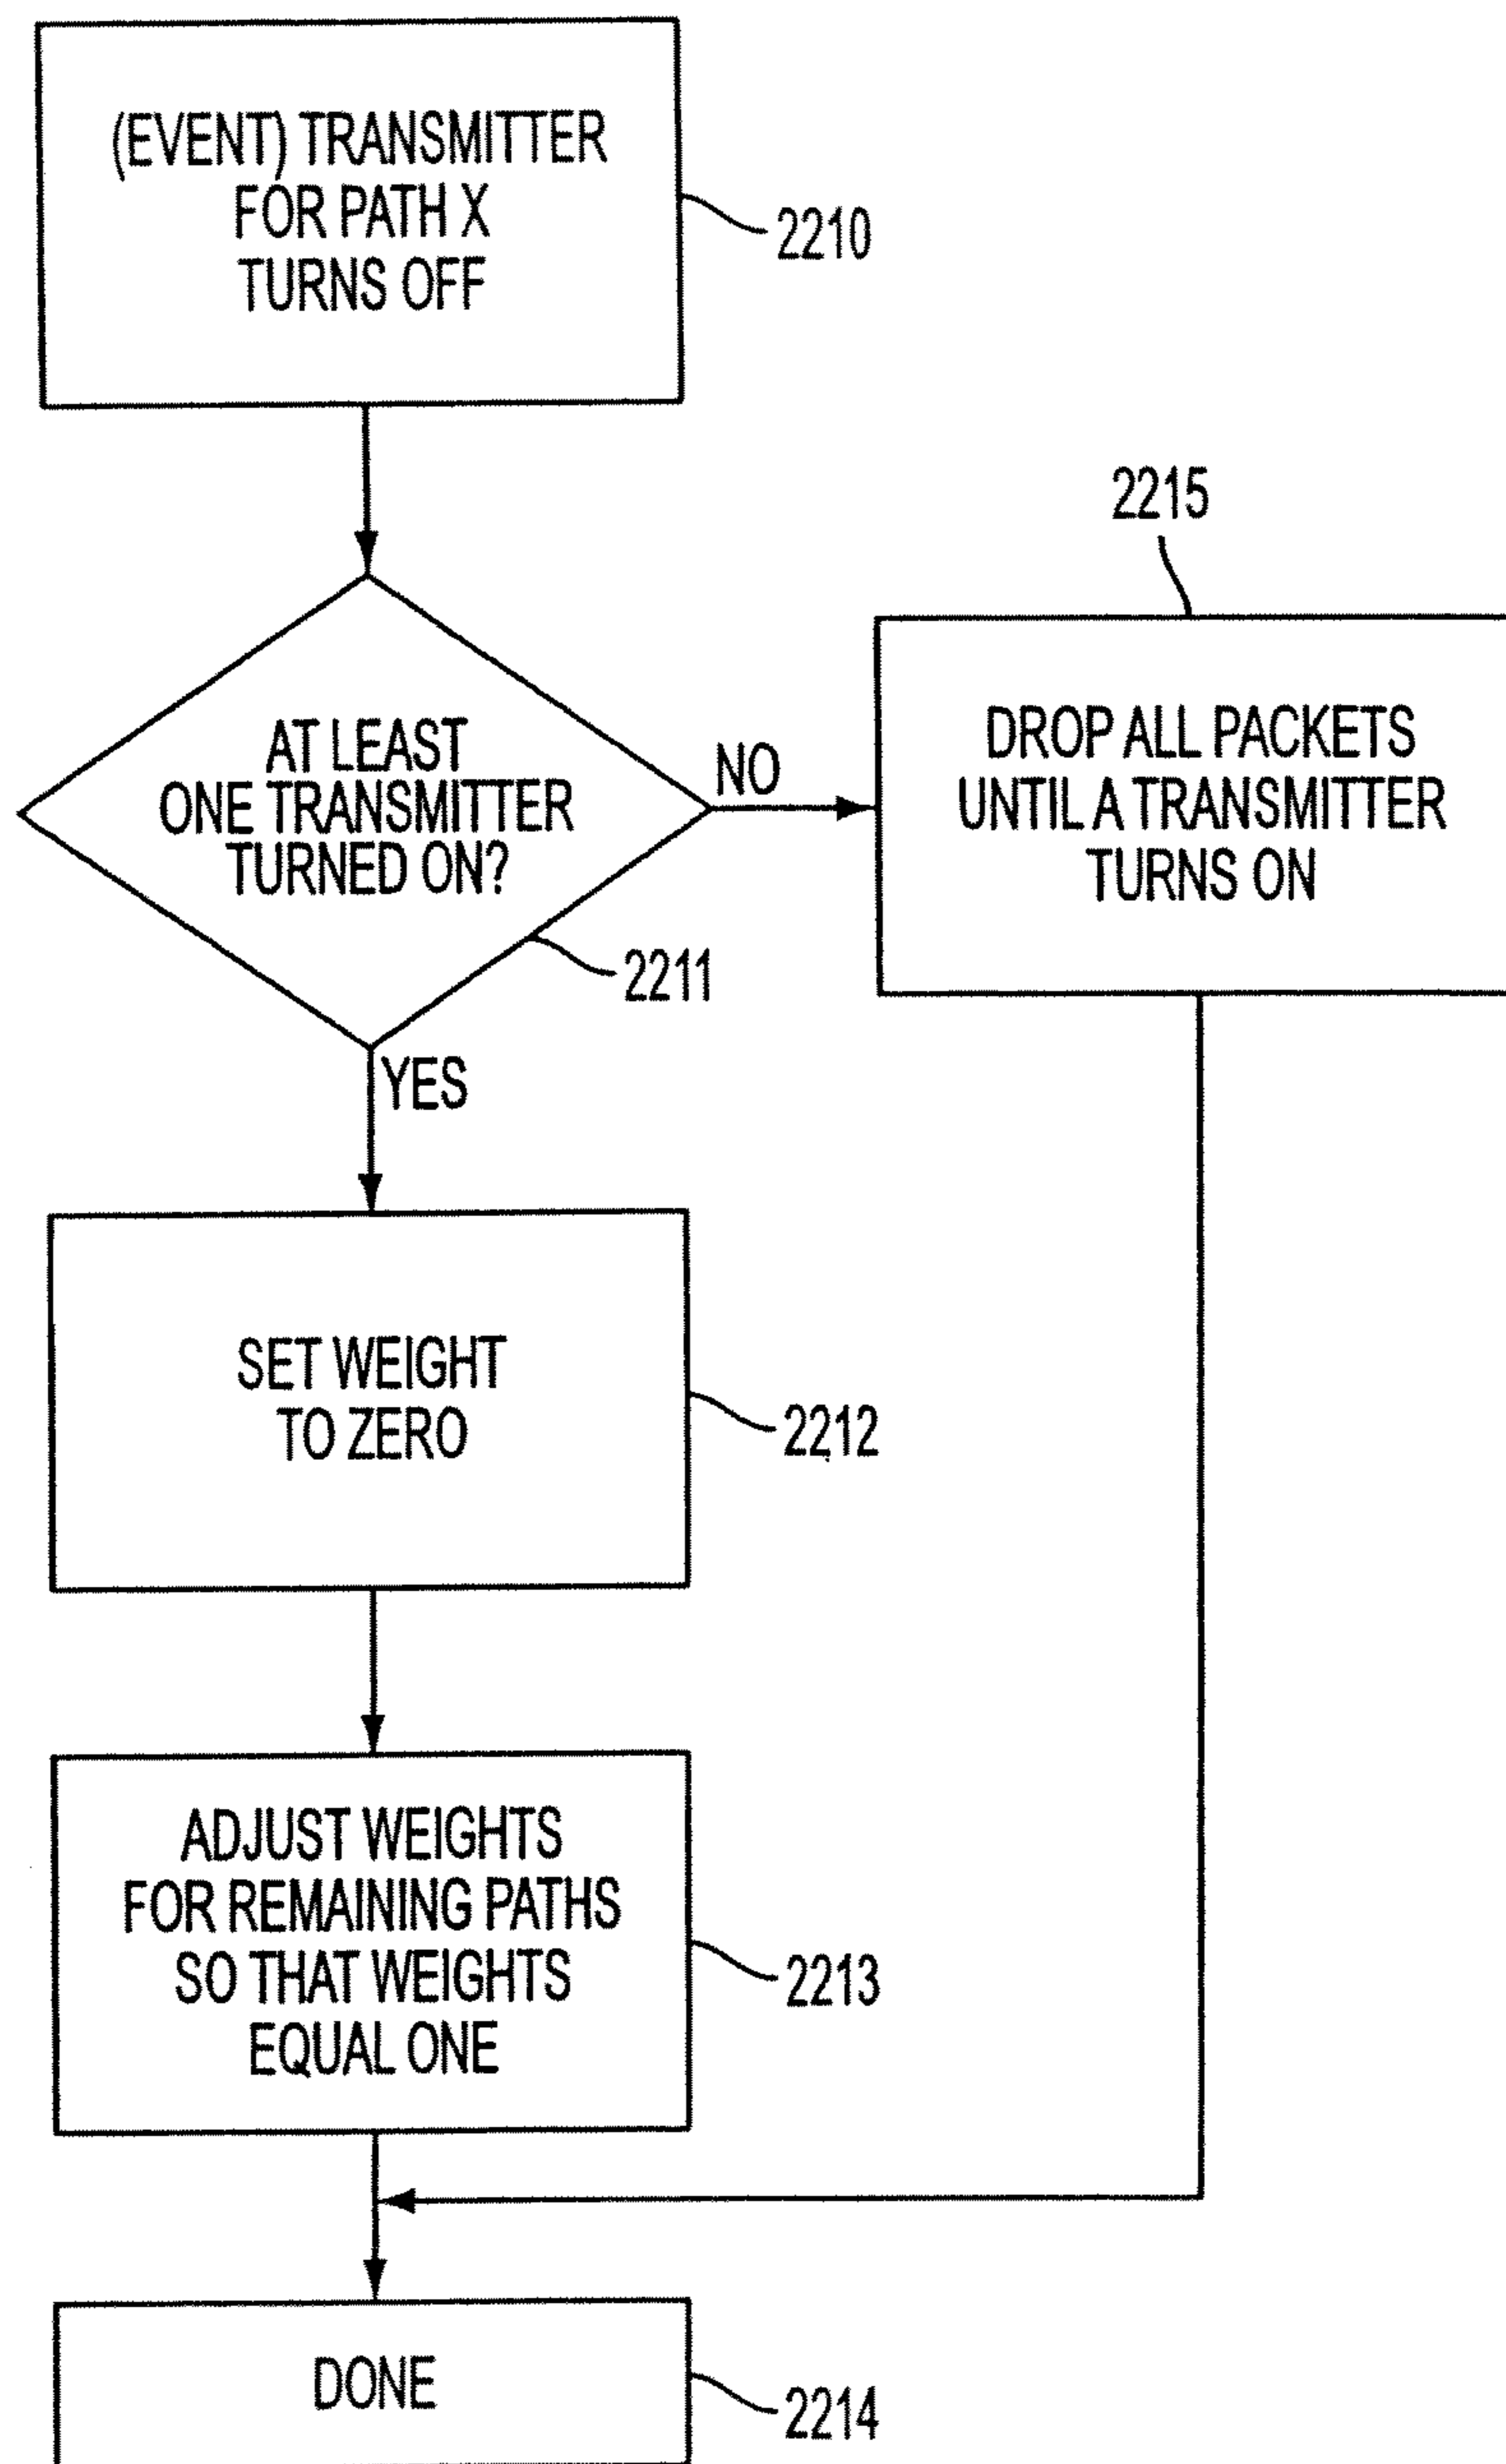 (EVENT) TRANSMITTER
FOR PATH X
TURNS OFF
2210
2215
AT LEAST
ONE TRANSMITTER
TURNED ON?
NO
2211
YES
DROP ALL PACKETS
UNTIL A TRANSMITTER
TURNS ON
SET WEIGHT
TO ZERO
2212
ADJUST WEIGHTS
FOR REMAINING PATHS
SO THAT WEIGHTS
EQUAL ONE
2213
DONE
2214